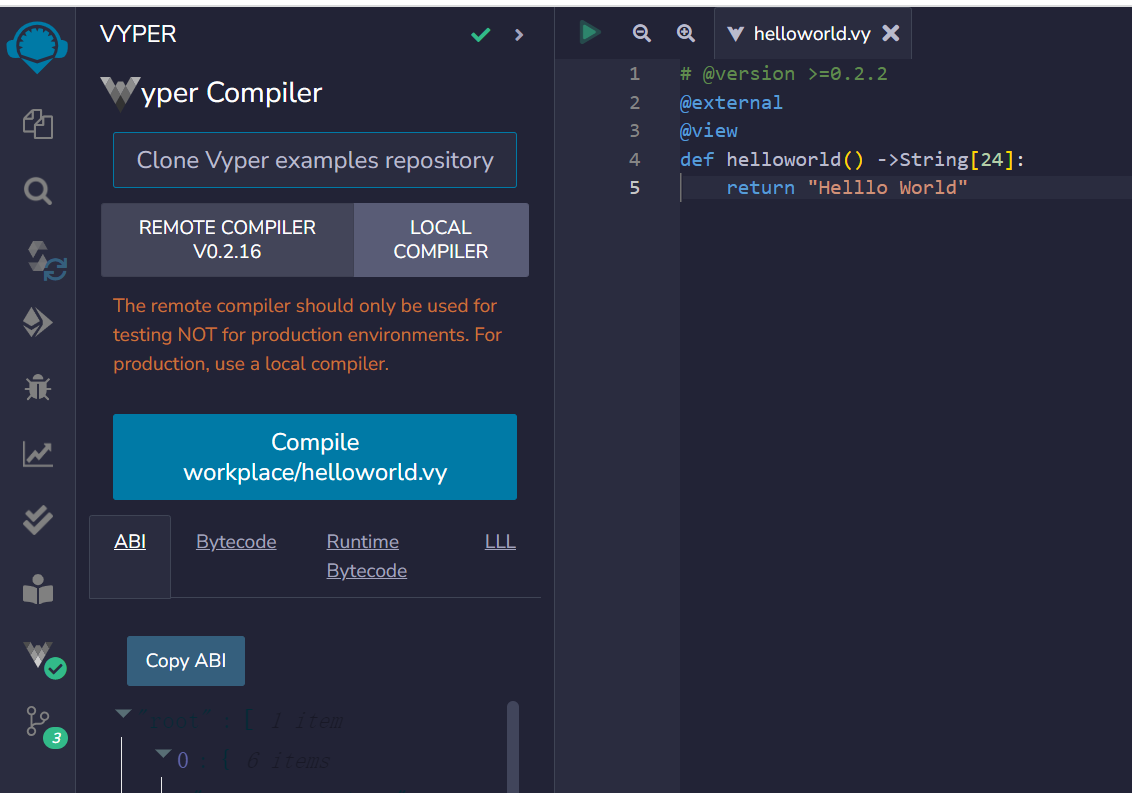 VYPER
Vyper Compiler
Clone Vyper examples repository
REMOTE COMPILER
V0.2.16
LOCAL
COMPILER
The remote compiler should only be used for
testing NOT for production environments. For
production, use a local compiler.
Compile
workplace/helloworld.vy
ABI
Bytecode
Runtime
Bytecode
LLL
Copy ABI
"root" : [ 1 item
0 : { 6 items
3
helloworld.vy
1 # @version >=0.2.2
2 @external
3 @view
4 def helloworld() ->String[24]:
5 return "Helllo World"